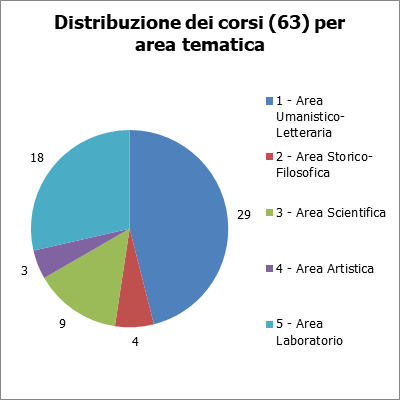 Distribuzione dei corsi (63) per
area tematica
1 - Area
Umanistico-
Letteraria
2 - Area Storico-
Filosofica
3 - Area Scientifica
4 - Area Artistica
5 - Area
Laboratorio
29
4
9
3
18